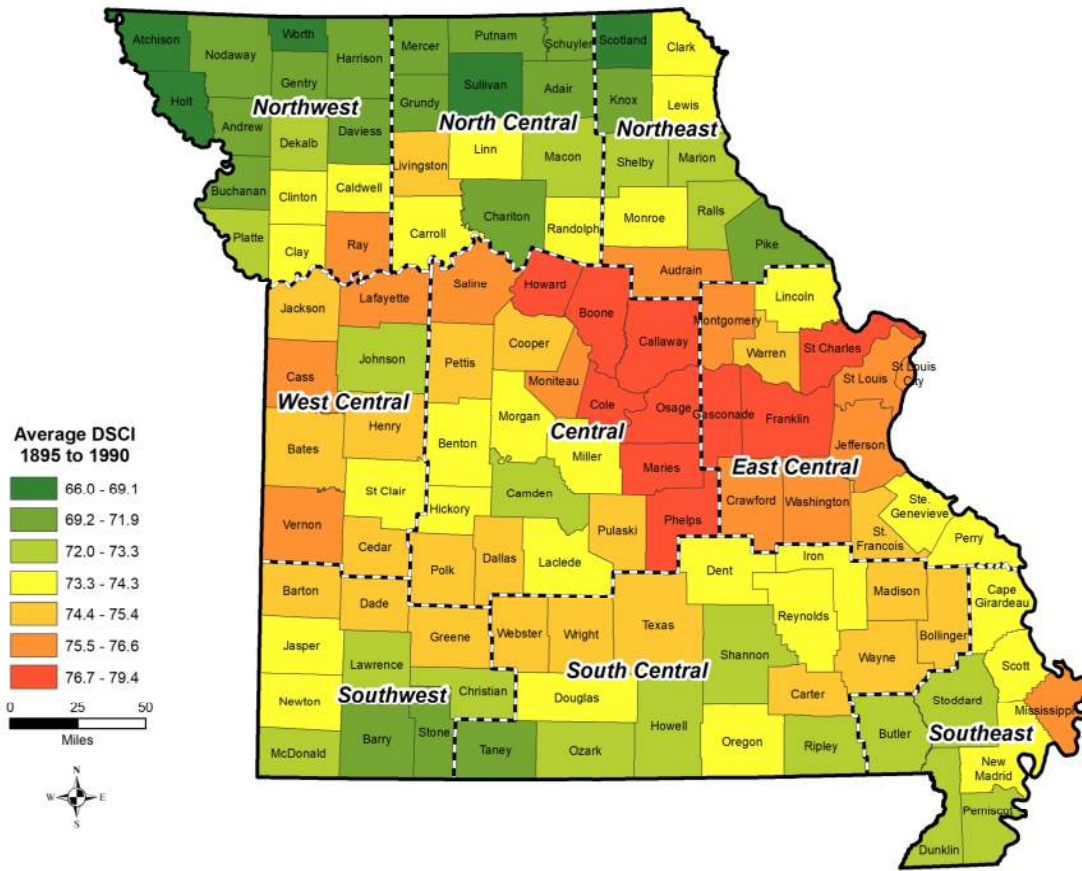 Atchison
Worth
Nodaway
Harrison
Mercer
Putnam
Schuyler
Scotland
Clark
Gentry
Sullivan
Adair
Knox
Lewis
Holt
Northwest
Grundy
North Central
Northeast
Andrew
Daviess
Dekalb
Linn
Livingston
Macon
Shelby
Marion
Buchanan
Caldwell
Clinton
Chariton
Monroe
Ralls
Platte
Ray
Carroll
Randolph
Pike
Clay
Audrain
Saline
Howard
Lincoln
Jackson
Lafayette
Boone
Callaway
Montgomery
Cooper
Warren
St Charles
Johnson
Pettis
St Louis
St Louis
City
Cass
Moniteau
West Central
Morgan
Cole
Osage
Gasconade
Franklin
Henry
Central
Jefferson
Bates
Benton
Miller
Maries
East Central
St Clair
Camden
Crawford
Washington
Ste.
Genevieve
Hickory
Phelps
Vernon
Pulaski
St.
Francois
Perry
Cedar
Polk
Dallas
Laclede
Iron
Dent
Barton
Dade
Madison
Cape
Girardeau
Reynolds
Greene
Webster
Wright
Texas
Bollinger
Jasper
Lawrence
Shannon
Wayne
Scott
South Central
Southwest
Christian
Douglas
Carter
Newton
Stoddard
Mississippi
Howell
Stone
Barry
Southeast
McDonald
Taney
Ozark
Oregon
Ripley
Butler
New
Madrid
Pemiscot
Dunklin
Average DSCI
1895 to 1990
66.0 - 69.1
69.2 - 71.9
72.0 - 73.3
73.3 - 74.3
74.4 - 75.4
75.5 - 76.6
76.7 - 79.4
0 25 50
Miles
N
W E
S